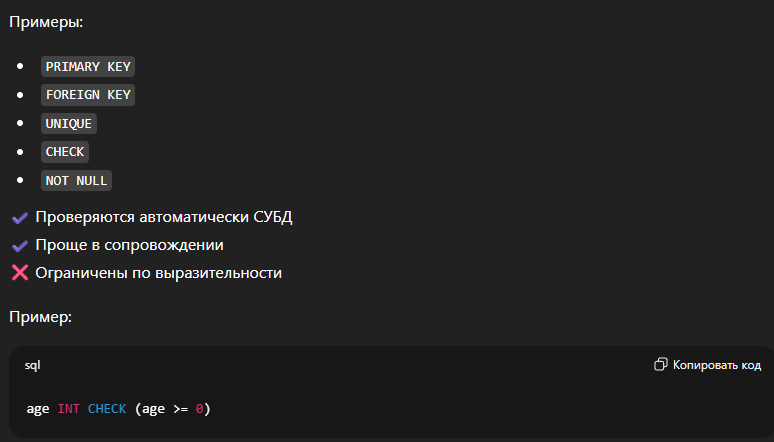 Примеры:
PRIMARY KEY
FOREIGN KEY
UNIQUE
CHECK
NOT NULL
Проверяются автоматически СУБД
Проще в сопровождении
Ограничены по выразительности
Пример:
sql Копировать код
age INT CHECK (age >= 0)